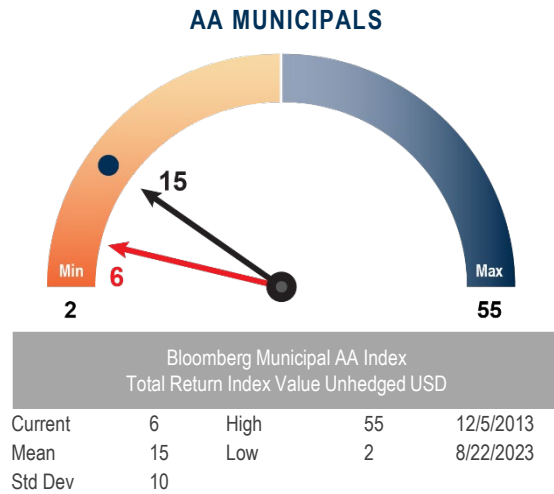 AA MUNICIPALS
15
6
Min
Max
2
55
Bloomberg Municipal AA Index
Total Return Index Value Unhedged USD
Current 6 High 55 12/5/2013
Mean 15 Low 2 8/22/2023
Std Dev 10